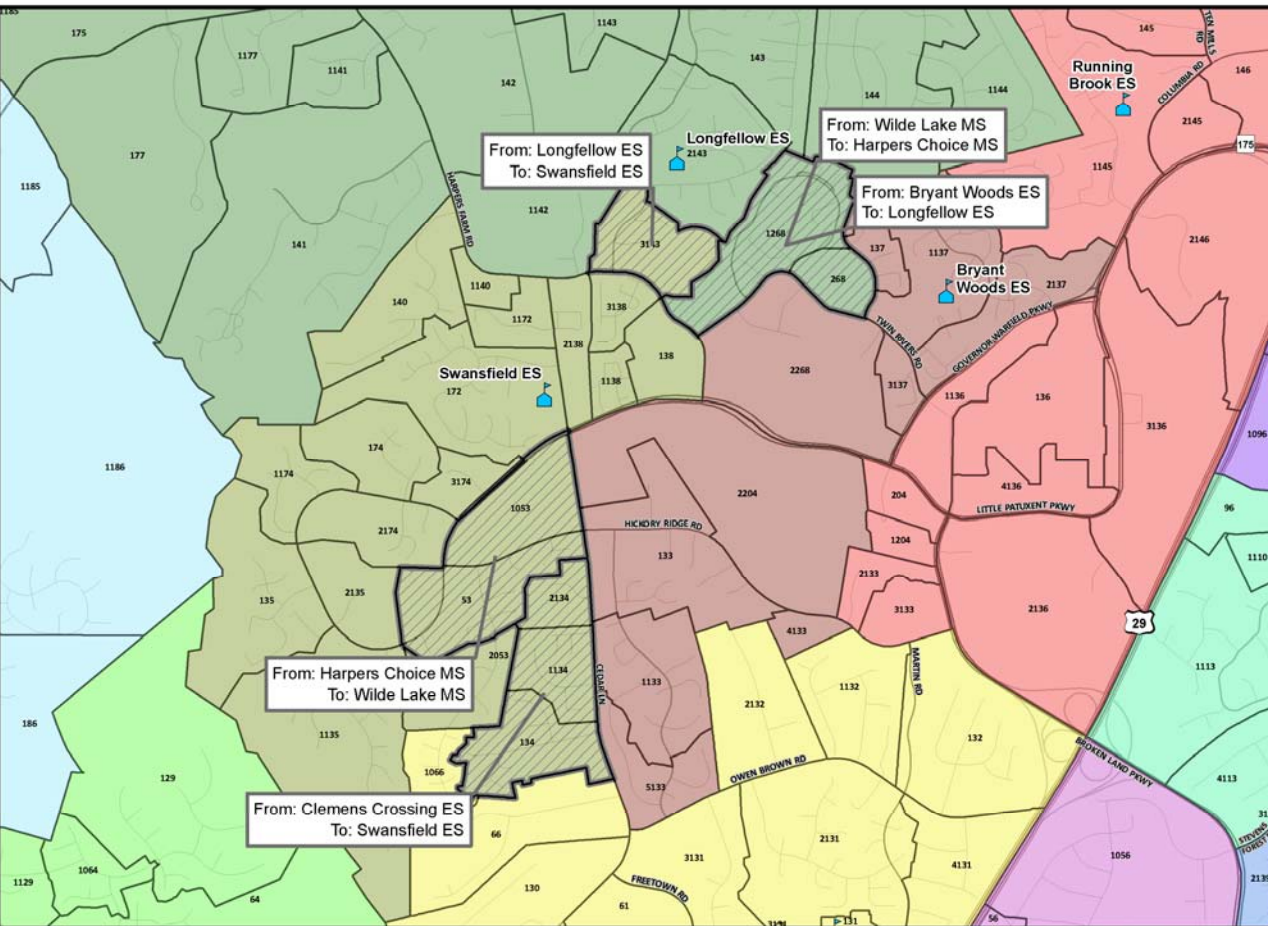 1185
175
1177
1141
1143
142
143
144
1144
145
TEN MILLS
RD
146
Running
Brook ES
COLUMBIA RD
2145
175
From: Wilde Lake MS
To: Harpers Choice MS
Longfellow ES
2143
From: Longfellow ES
To: Swansfield ES
177
1185
1145
HARPERS FARM RD
1142
From: Bryant Woods ES
To: Longfellow ES
141
3143
1268
137
1137
2146
268
Bryant
Woods ES
2137
140
1140
1172
3138
2138
TWIN RIVERS RD
GOVERNOR WARFIELD PKWY
138
2268
Swansfield ES
172
1138
3137
1136
136
3136
1096
174
1186
1174
3174
4136
2204
204
LITTLE PATUXENT PKWY
96
1053
HICKORY RIDGE RD
2174
1204
1110
133
2133
135
2135
53
2134
3133
2136
29
4133
2053
1134
CEDAR LN
1133
MARTIN RD
1113
From: Harpers Choice MS
To: Wilde Lake MS
1132
2132
186
1135
134
132
129
1066
OWEN BROWN RD
BROKEN LAND PKWY
5133
4113
From: Clemens Crossing ES
To: Swansfield ES
66
2131
31
STEVENS
FOREST
3131
4131
1056
1129
1064
64
130
FREETOWN RD
61
2139
3131
131
56